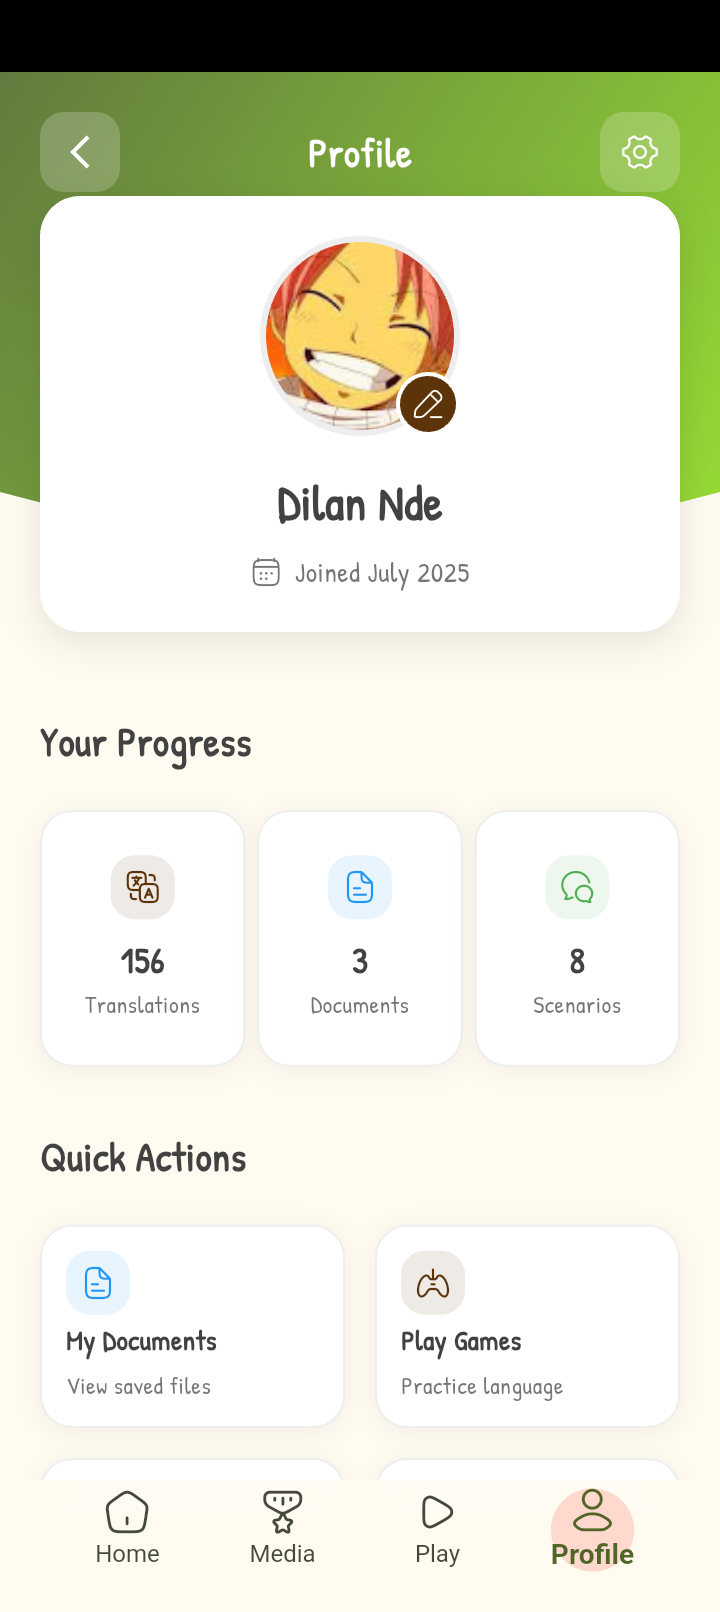 Profile
Dilan Nde
Joined July 2025
Your Progress
156
Translations
3
Documents
8
Scenarios
Quick Actions
My Documents
View saved files
Play Games
Practice language
Home
Media
Play
Profile